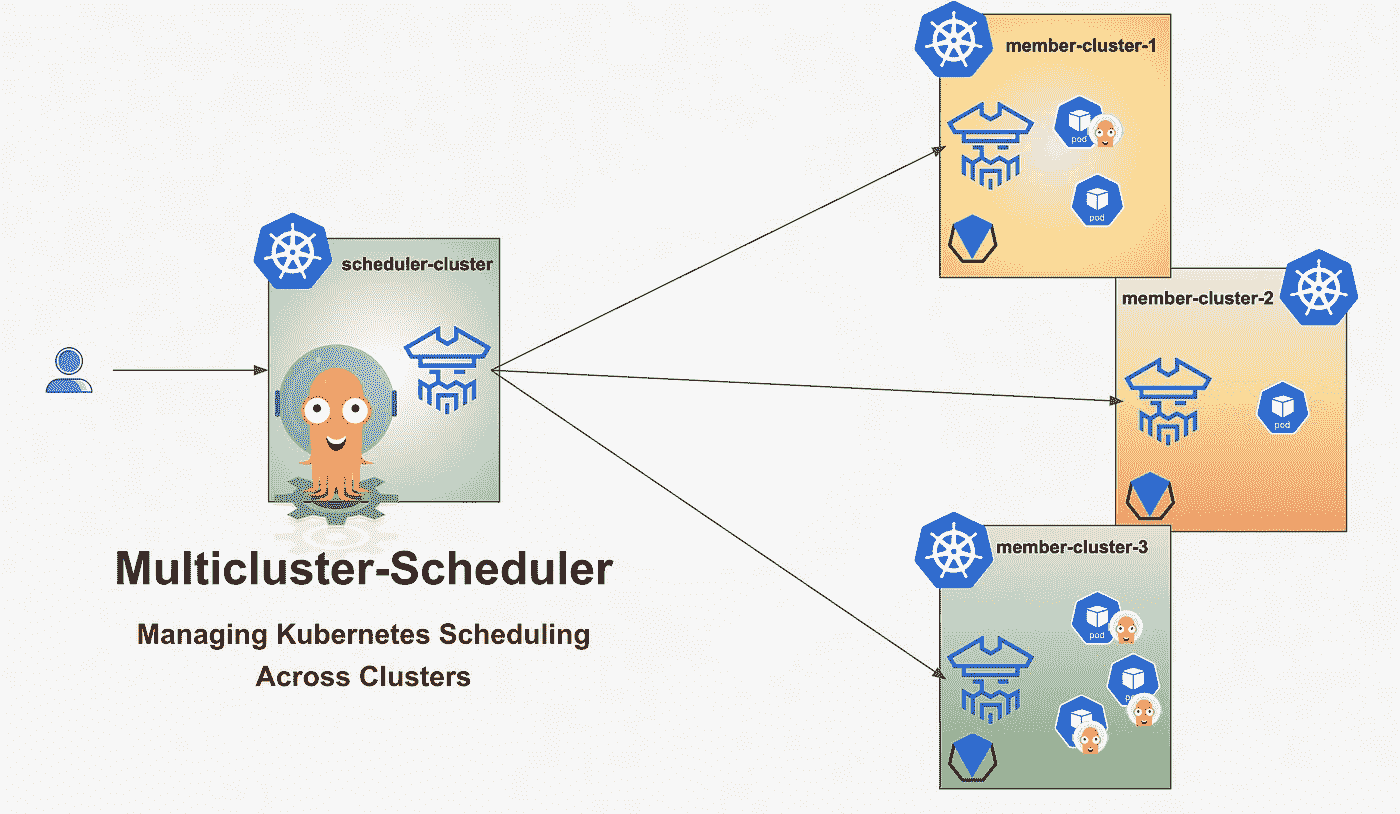 member-cluster-1
pod
pod
scheduler-cluster
member-cluster-2
pod
Multicluster-Scheduler
Managing Kubernetes Scheduling
Across Clusters
member-cluster-3
pod